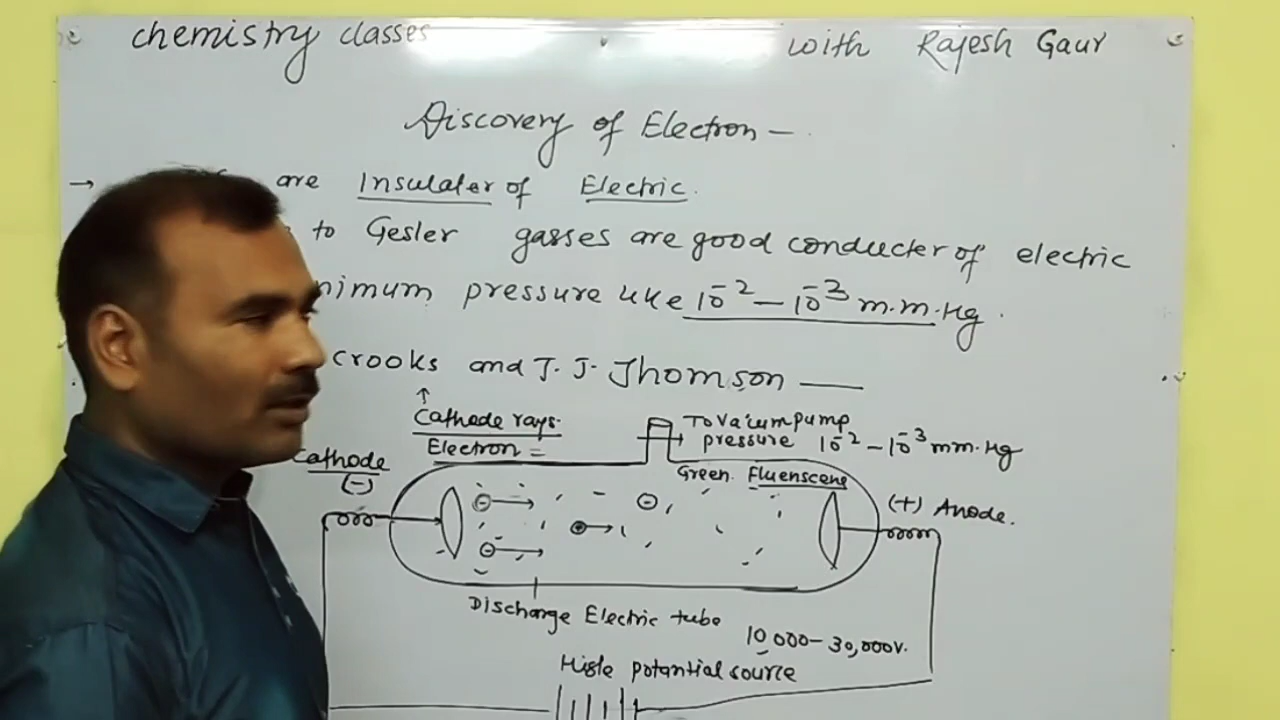 chemistry classes with Rajesh Gaur
Discovery of Electron –
→ are Insulater of Electric.
to Gesler gasses are good conducter of electric
nimum pressure like 10⁻² – 10⁻³ m.m.Hg.
crooks and J. J. Jhomson —
↑
Cathode rays.
Electron =
To Vacuum pump
pressure 10⁻² – 10⁻³ mm.Hg
Cathode
(-)
Green Fluenscene
(+) Anode.
Discharge Electric tube
10,000 – 30,000V.
Higle potential source